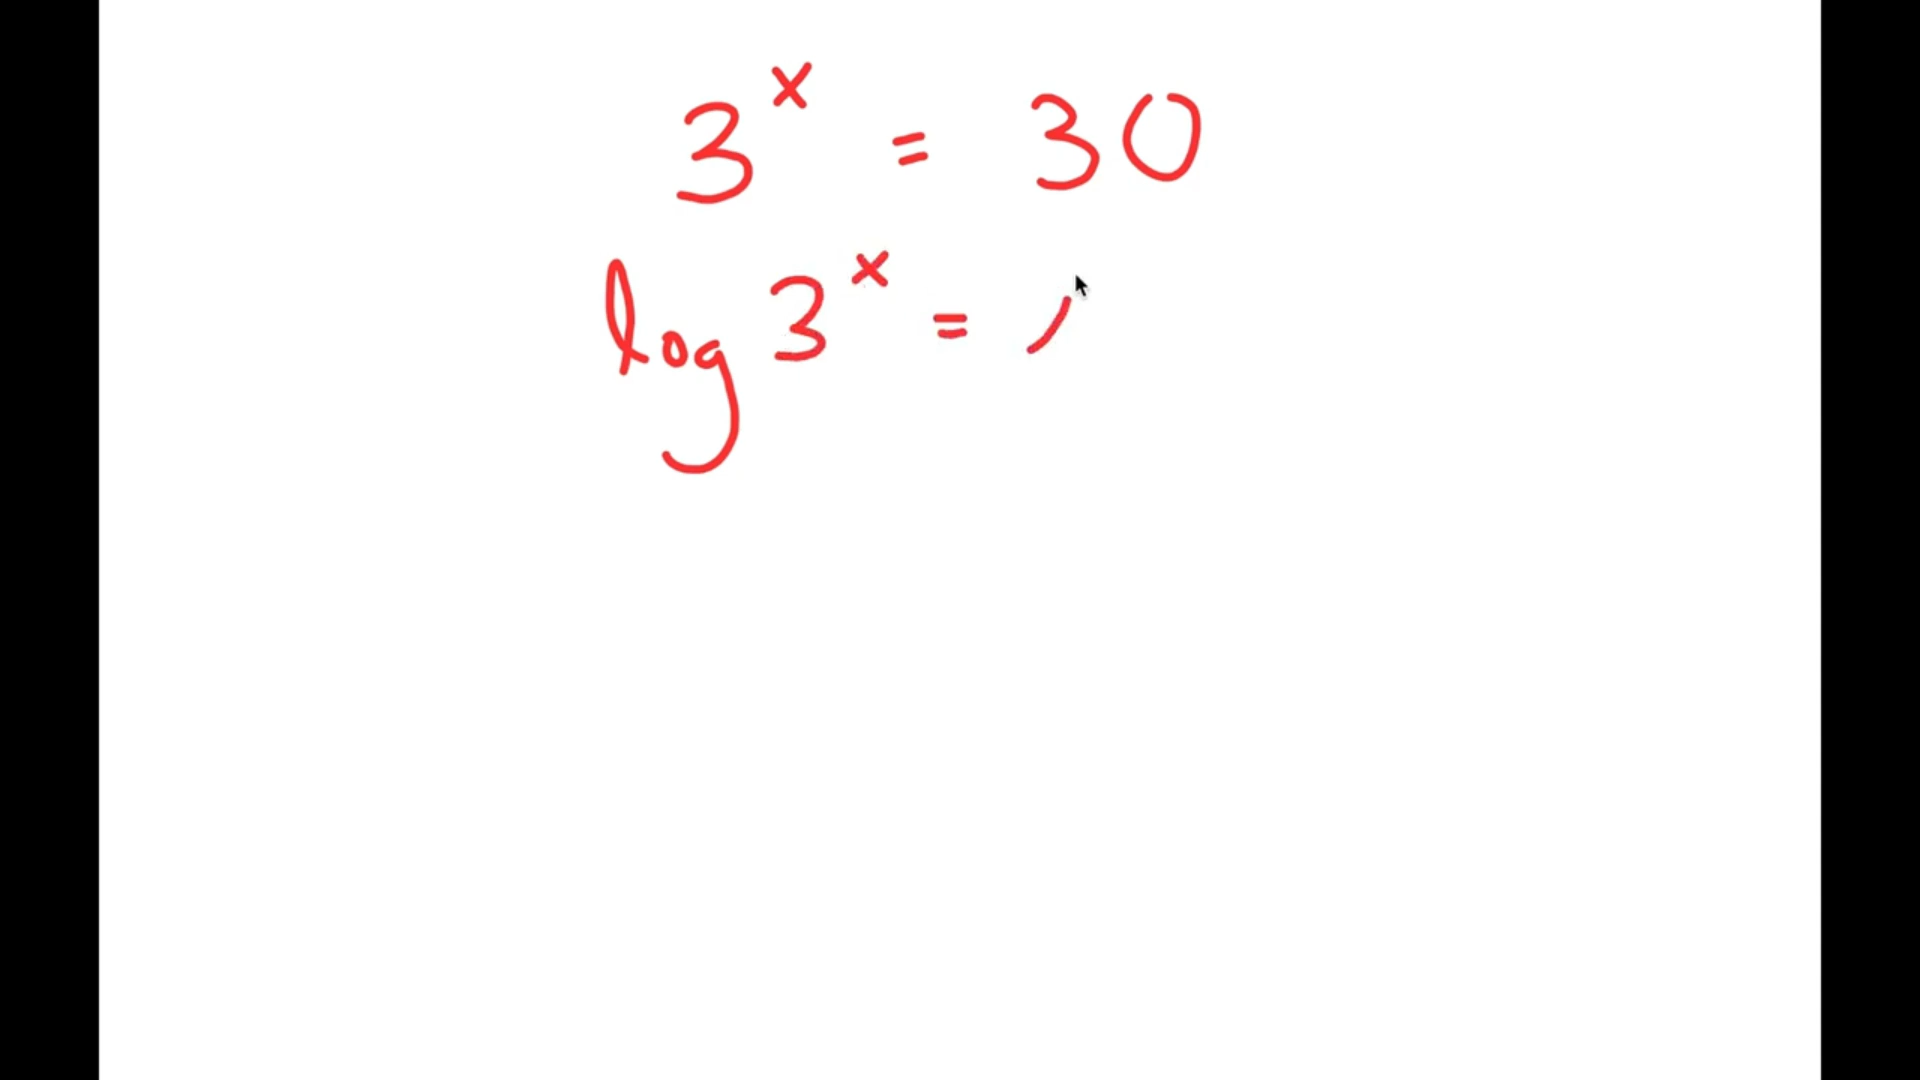 3^x = 30
log 3^x =